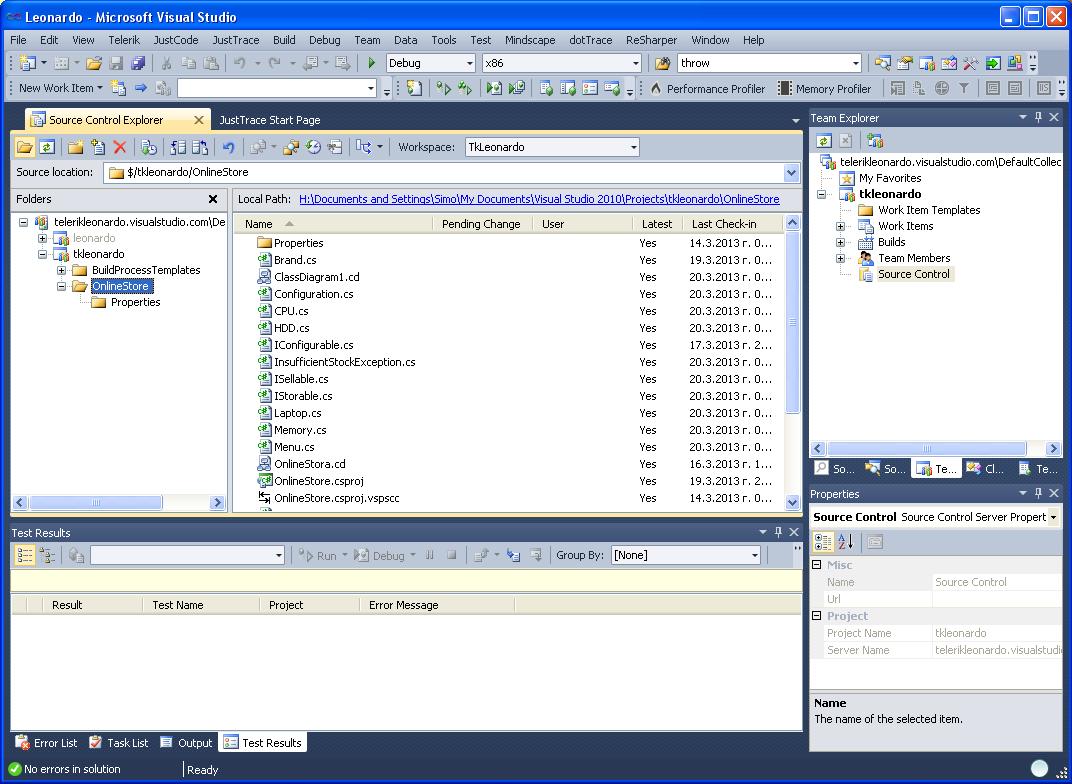 Leonardo - Microsoft Visual Studio
File Edit View Telerik JustCode JustTrace Build Debug Team Data Tools Test Mindscape dotTrace ReSharper Window Help
Debug x86 throw
New Work Item Performance Profiler Memory Profiler
Source Control Explorer JustTrace Start Page
Workspace: TkLeonardo
Source location: $/tkleonardo/OnlineStore
Folders
telerikleonardo.visualstudio.com\De
leonardo
tkleonardo
BuildProcessTemplates
OnlineStore
Properties
Local Path: H:\Documents and Settings\Simo\My Documents\Visual Studio 2010\Projects\tkleonardo\OnlineStore
Name Pending Change User Latest Last Check-in
Properties Yes 14.3.2013 г. 0...
Brand.cs Yes 19.3.2013 г. 0...
ClassDiagram1.cd Yes 20.3.2013 г. 0...
Configuration.cs Yes 20.3.2013 г. 0...
CPU.cs Yes 20.3.2013 г. 0...
HDD.cs Yes 20.3.2013 г. 0...
IConfigurable.cs Yes 17.3.2013 г. 2...
InsufficientStockException.cs Yes 20.3.2013 г. 0...
ISellable.cs Yes 20.3.2013 г. 0...
IStorable.cs Yes 20.3.2013 г. 0...
Laptop.cs Yes 20.3.2013 г. 0...
Memory.cs Yes 20.3.2013 г. 0...
Menu.cs Yes 20.3.2013 г. 0...
OnlineStora.cd Yes 16.3.2013 г. 1...
OnlineStore.csproj Yes 19.3.2013 г. 2...
OnlineStore.csproj.vspscc Yes 14.3.2013 г. 0...
Team Explorer
telerikleonardo.visualstudio.com\DefaultCollec
My Favorites
tkleonardo
Work Item Templates
Work Items
Builds
Team Members
Source Control
So... So... Te... Cl... Te...
Properties
Source Control Source Control Server Propert
Misc
Name Source Control
Url
Project
Project Name tkleonardo
Server Name telerikleonardo.visualstudi
Name
The name of the selected item.
Test Results
Run Debug Group By: [None]
Result Test Name Project Error Message
Error List Task List Output Test Results
No errors in solution Ready